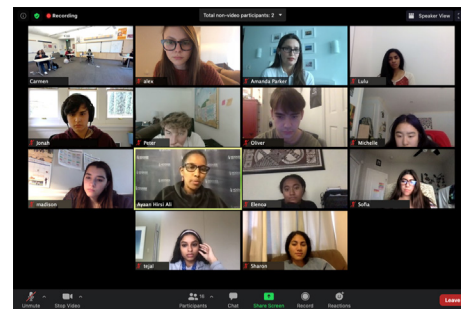 Recording
Total non-video participants: 2
Speaker View
Carmen
alex
Amanda Parker
Lulu
Jonah
Peter
Oliver
Michelle
madison
Ayaan Hirsi Ali
Elenoa
Sofia
tejal
Sharon
Unmute
Stop Video
Participants
16
Chat
Share Screen
Record
Reactions
Leave